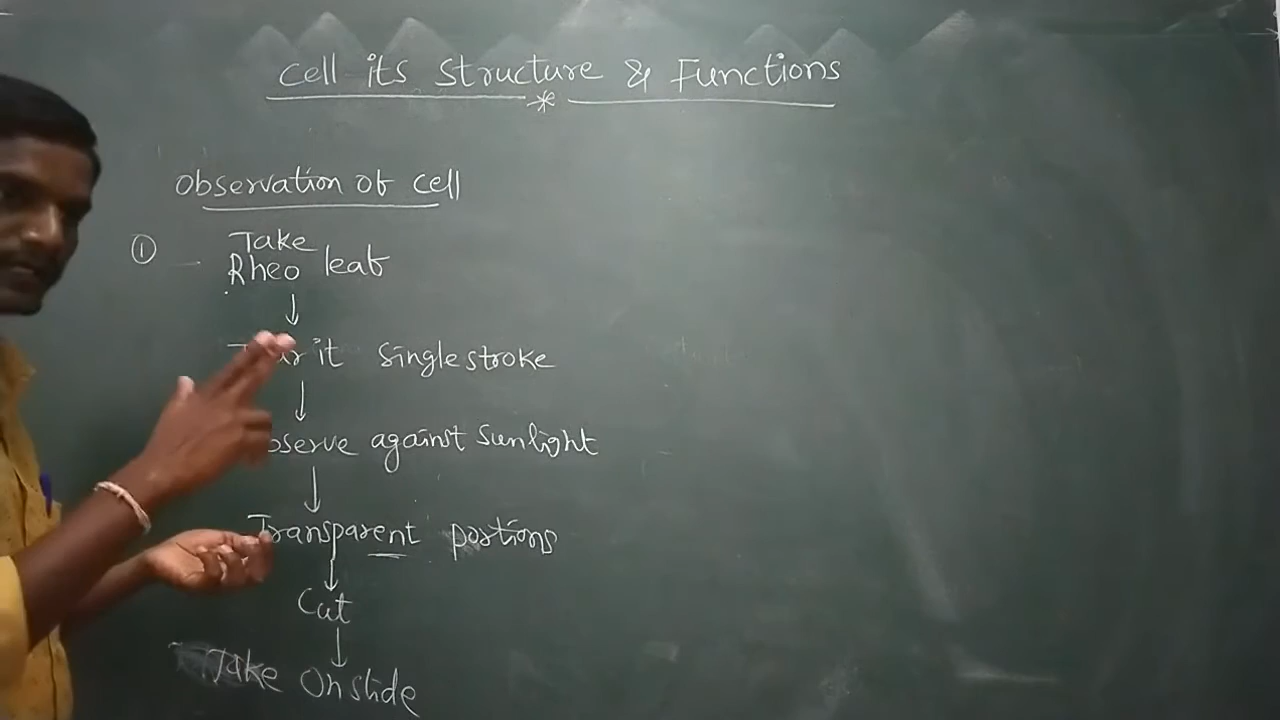 Cell its Structure & Functions
*
Observation of Cell
① - Take
Rheo leaf
↓
it single stroke
↓
against Sunlight
↓
Transparent portions
↓
Cut
↓
Take On slide